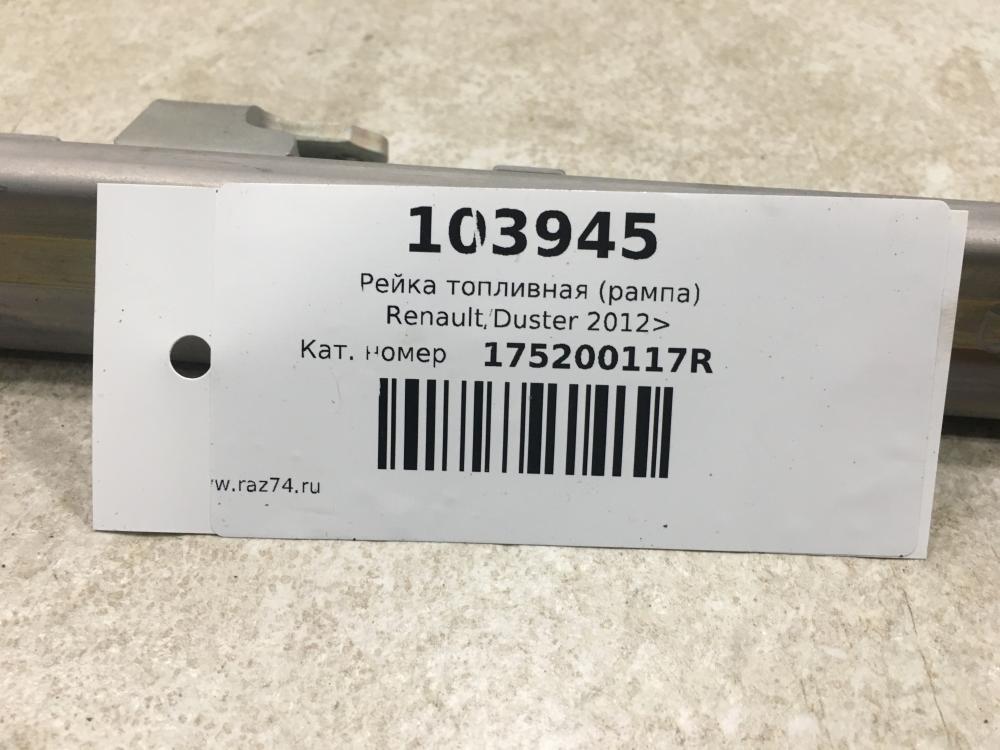 103945
Рейка топливная (рампа)
Renault/Duster 2012>
Кат. номер 175200117R
w.raz74.ru